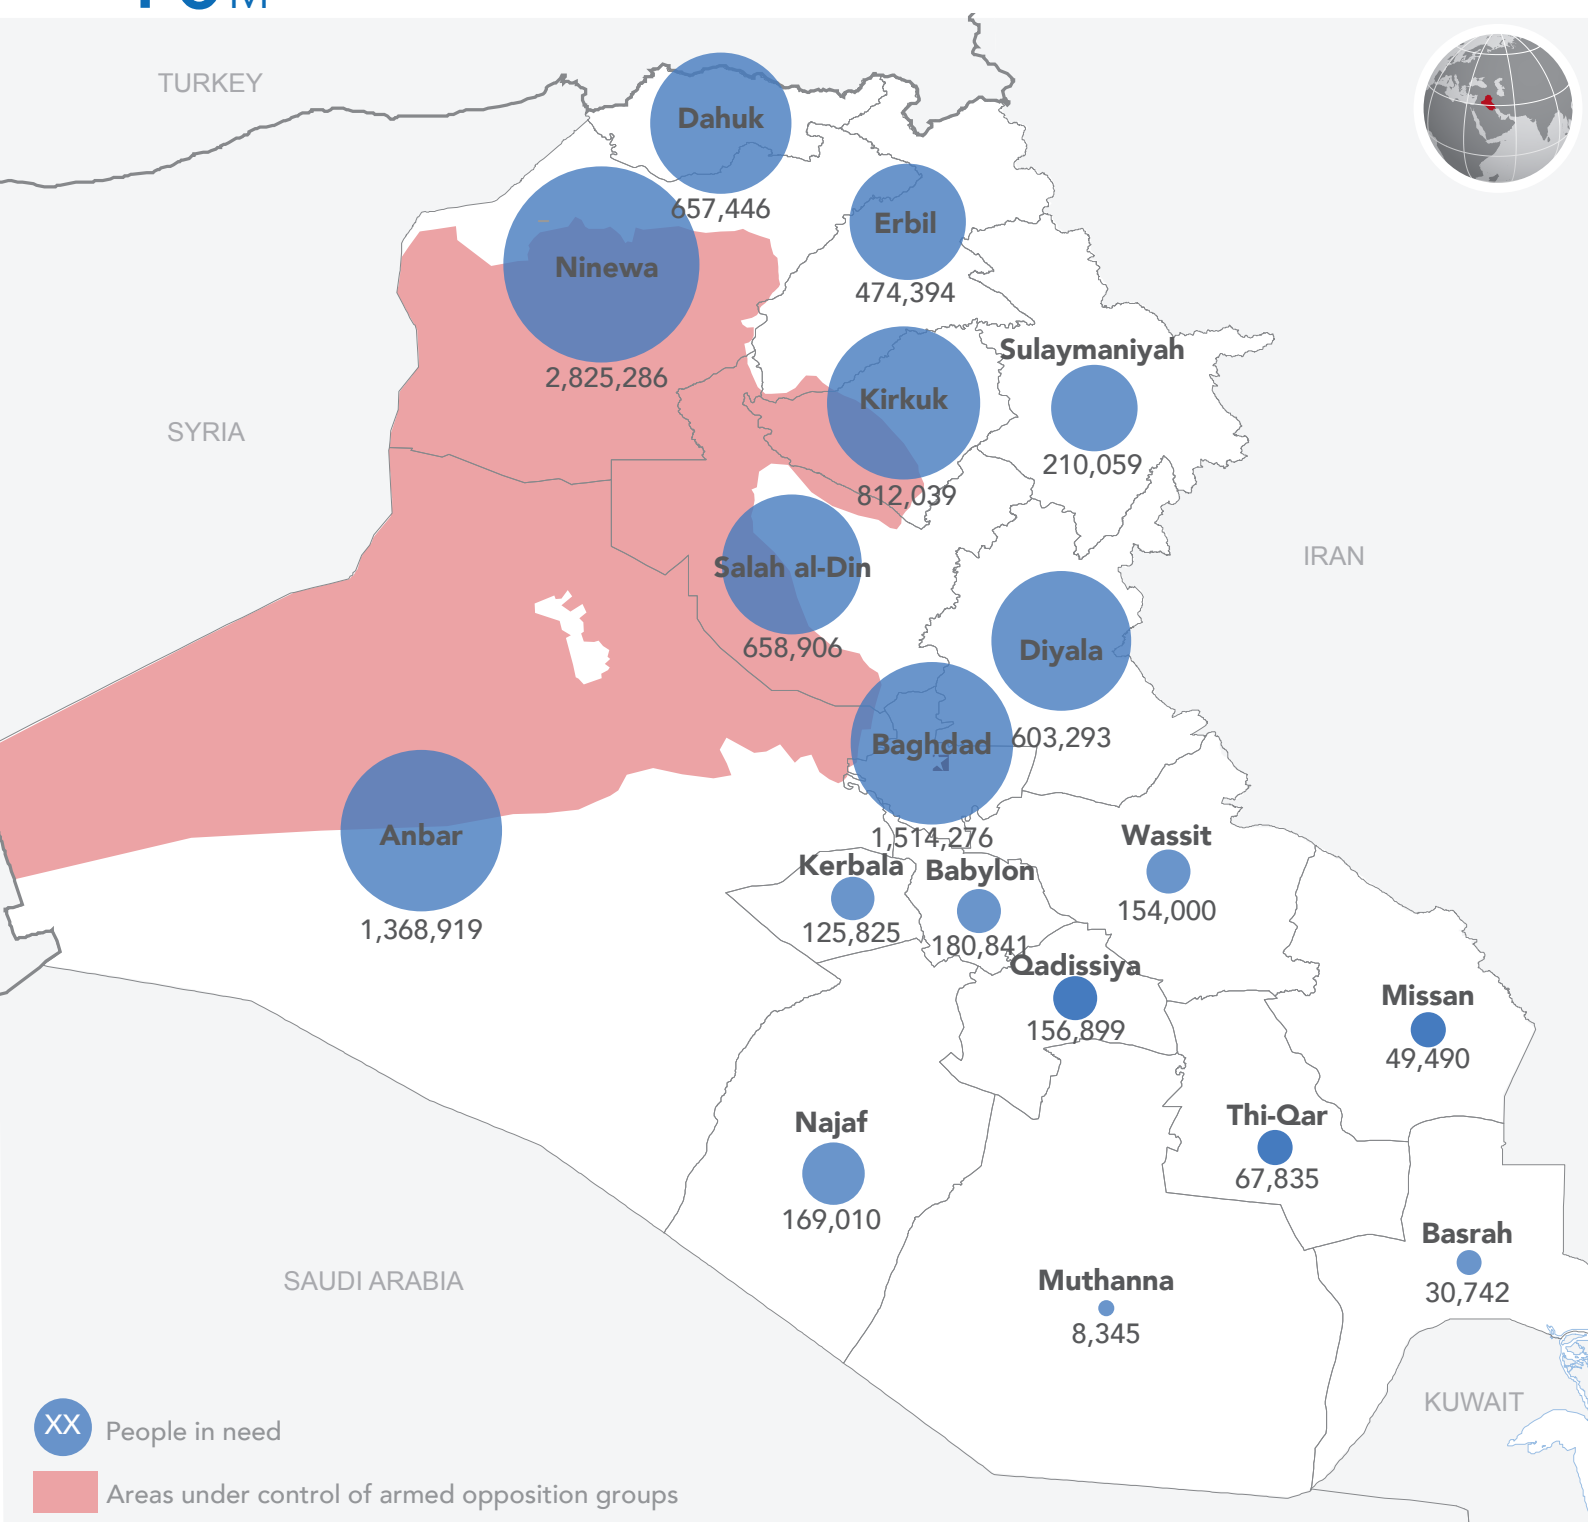 M
TURKEY
Dahuk
657,446
Erbil
474,394
Ninewa
2,825,286
Sulaymaniyah
210,059
Kirkuk
812,039
SYRIA
IRAN
Salah al-Din
658,906
Diyala
603,293
Baghdad
1,514,276
Anbar
1,368,919
Wassit
154,000
Kerbala
125,825
Babylon
180,841
Qadissiya
156,899
Missan
49,490
Najaf
169,010
Thi-Qar
67,835
Basrah
30,742
Muthanna
8,345
SAUDI ARABIA
KUWAIT
XX People in need
Areas under control of armed opposition groups